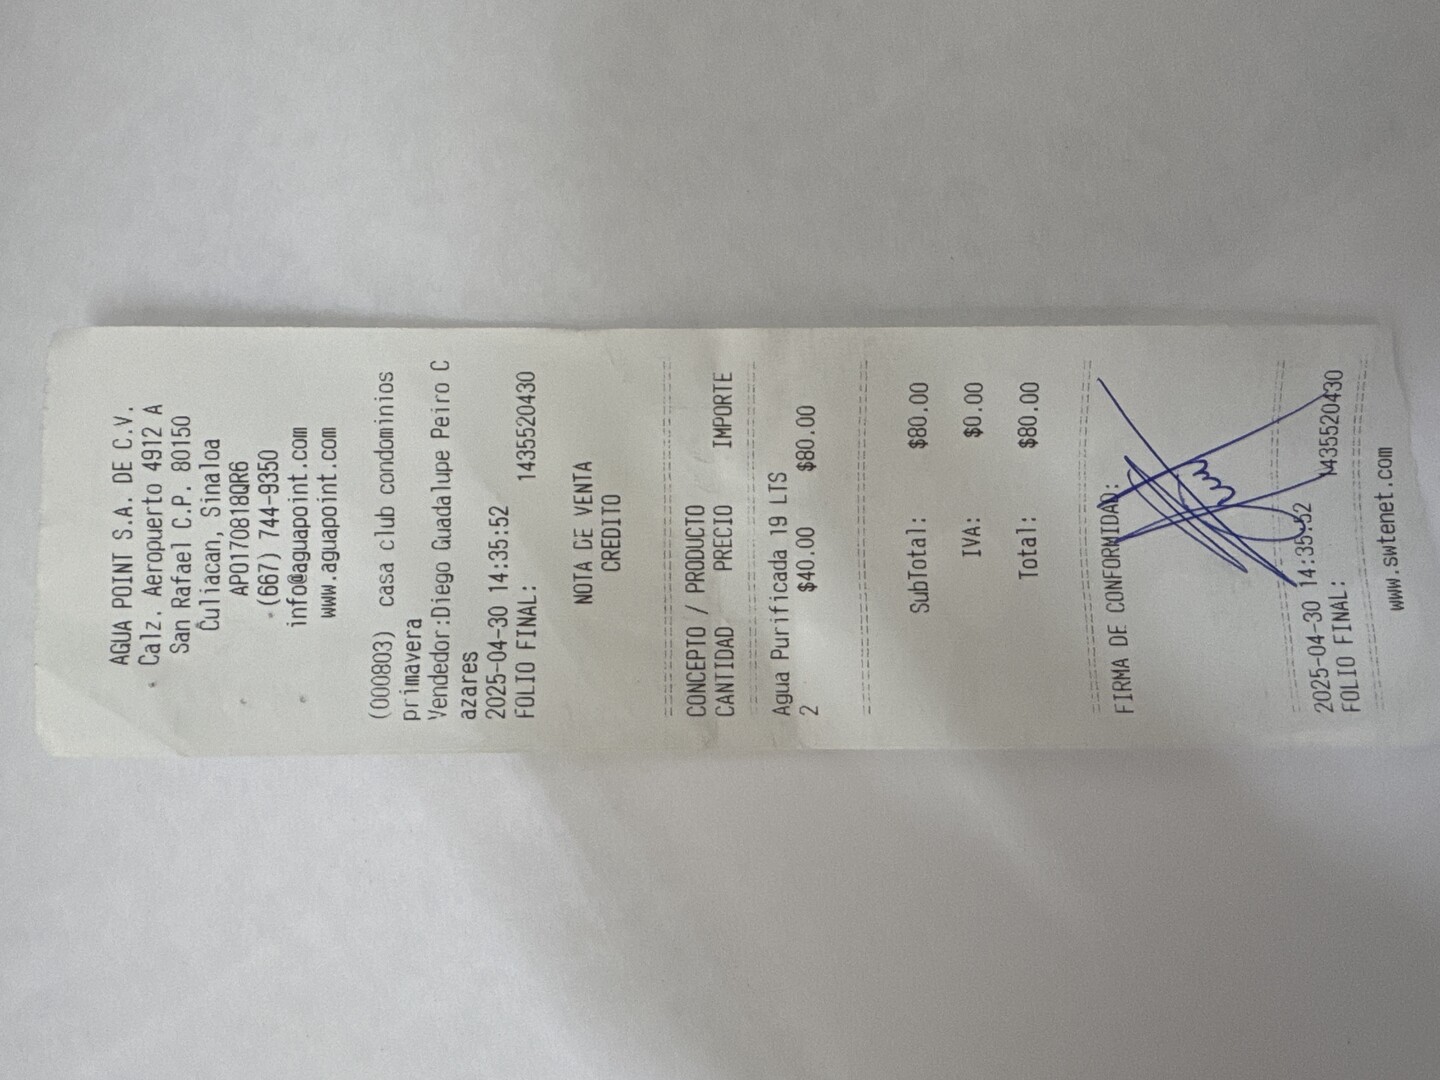 AGUA POINT S.A. DE C.V.
Calz. Aeropuerto 4912 A
San Rafael C.P. 80150
Culiacan, Sinaloa
APO170818QR6
(667) 744-9350
info@aguapoint.com
www.aguapoint.com
(000803) casa club condominios
primavera
Vendedor:Diego Guadalupe Peiro C
azares
2025-04-30 14:35:52
FOLIO FINAL: 1435520430
NOTA DE VENTA
CREDITO
CONCEPTO / PRODUCTO
CANTIDAD PRECIO IMPORTE
Agua Purificada 19 LTS
2 $40.00 $80.00
SubTotal: $80.00
IVA: $0.00
Total: $80.00
FIRMA DE CONFORMIDAD:
2025-04-30 14:35:52
FOLIO FINAL: 1435520430
www.swtenet.com